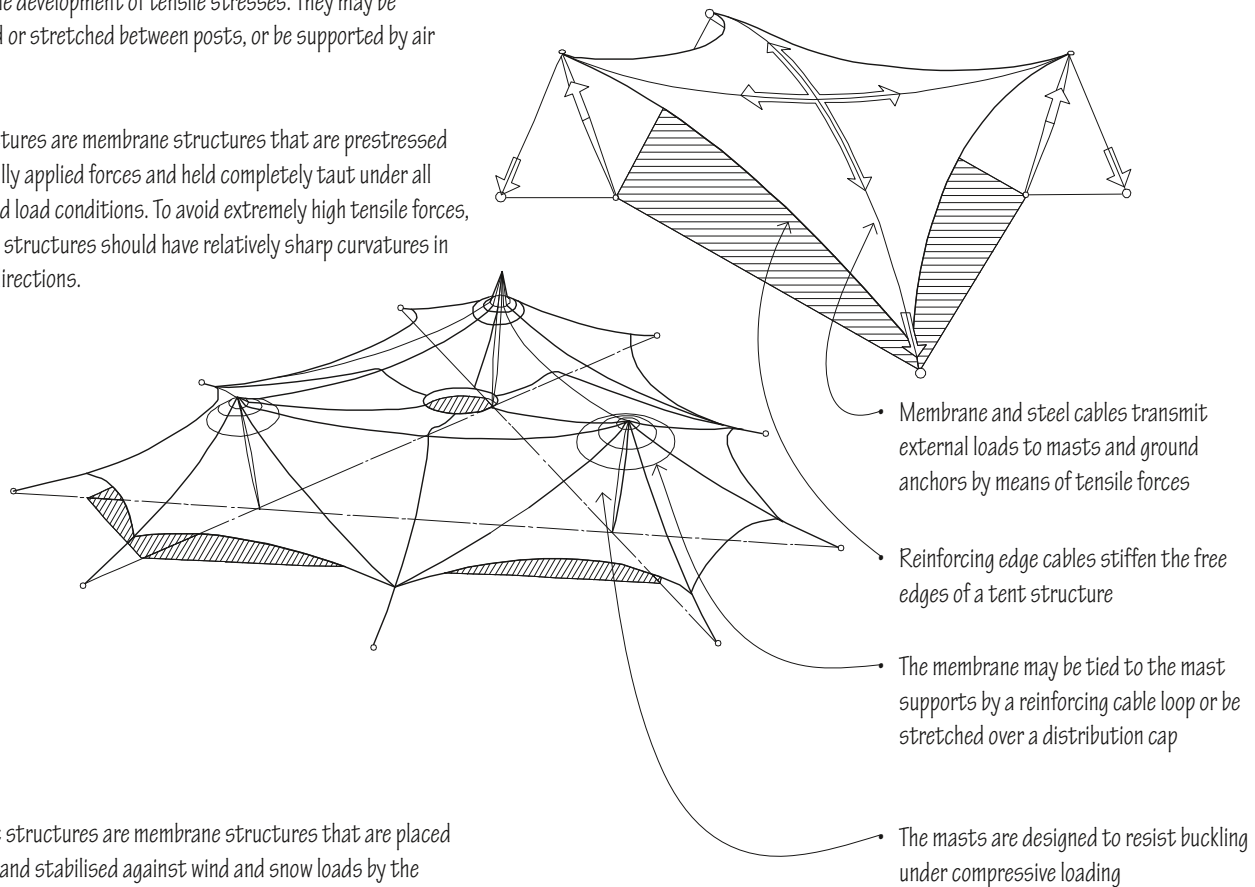 development of tensile stresses. They may be
or stretched between posts, or be supported by air
are membrane structures that are prestressed
applied forces and held completely taut under all
load conditions. To avoid extremely high tensile forces,
structures should have relatively sharp curvatures in
Membrane and steel cables transmit
external loads to masts and ground
anchors by means of tensile forces
Reinforcing edge cables stiffen the free
edges of a tent structure
The membrane may be tied to the mast
supports by a reinforcing cable loop or be
stretched over a distribution cap
structures are membrane structures that are placed
and stabilised against wind and snow loads by the
The masts are designed to resist buckling
under compressive loading